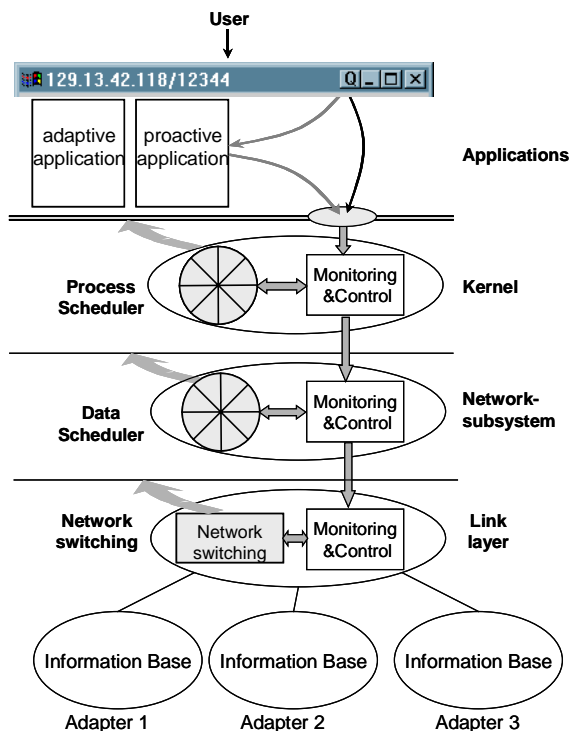 User
129.13.42.118/12344
Q
adaptive
application
proactive
application
Applications
Process
Scheduler
Monitoring
&Control
Kernel
Data
Scheduler
Monitoring
&Control
Network-
subsystem
Network
switching
Network
switching
Monitoring
&Control
Link
layer
Information Base
Information Base
Information Base
Adapter 1
Adapter 2
Adapter 3